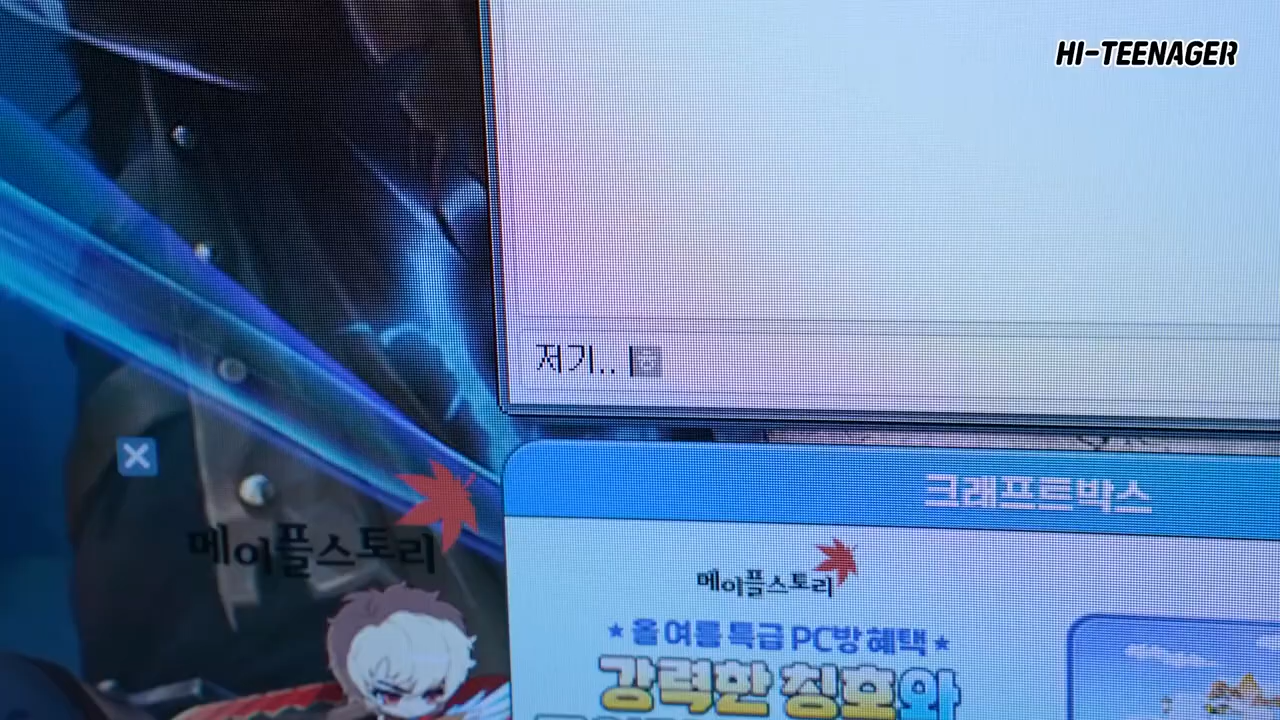 HI-TEENAGER
저기.. ㅎ
크래프트박스
메이플스토리
메이플스토리
★올 여름 특급 PC방 혜택★
강력한 칭호와